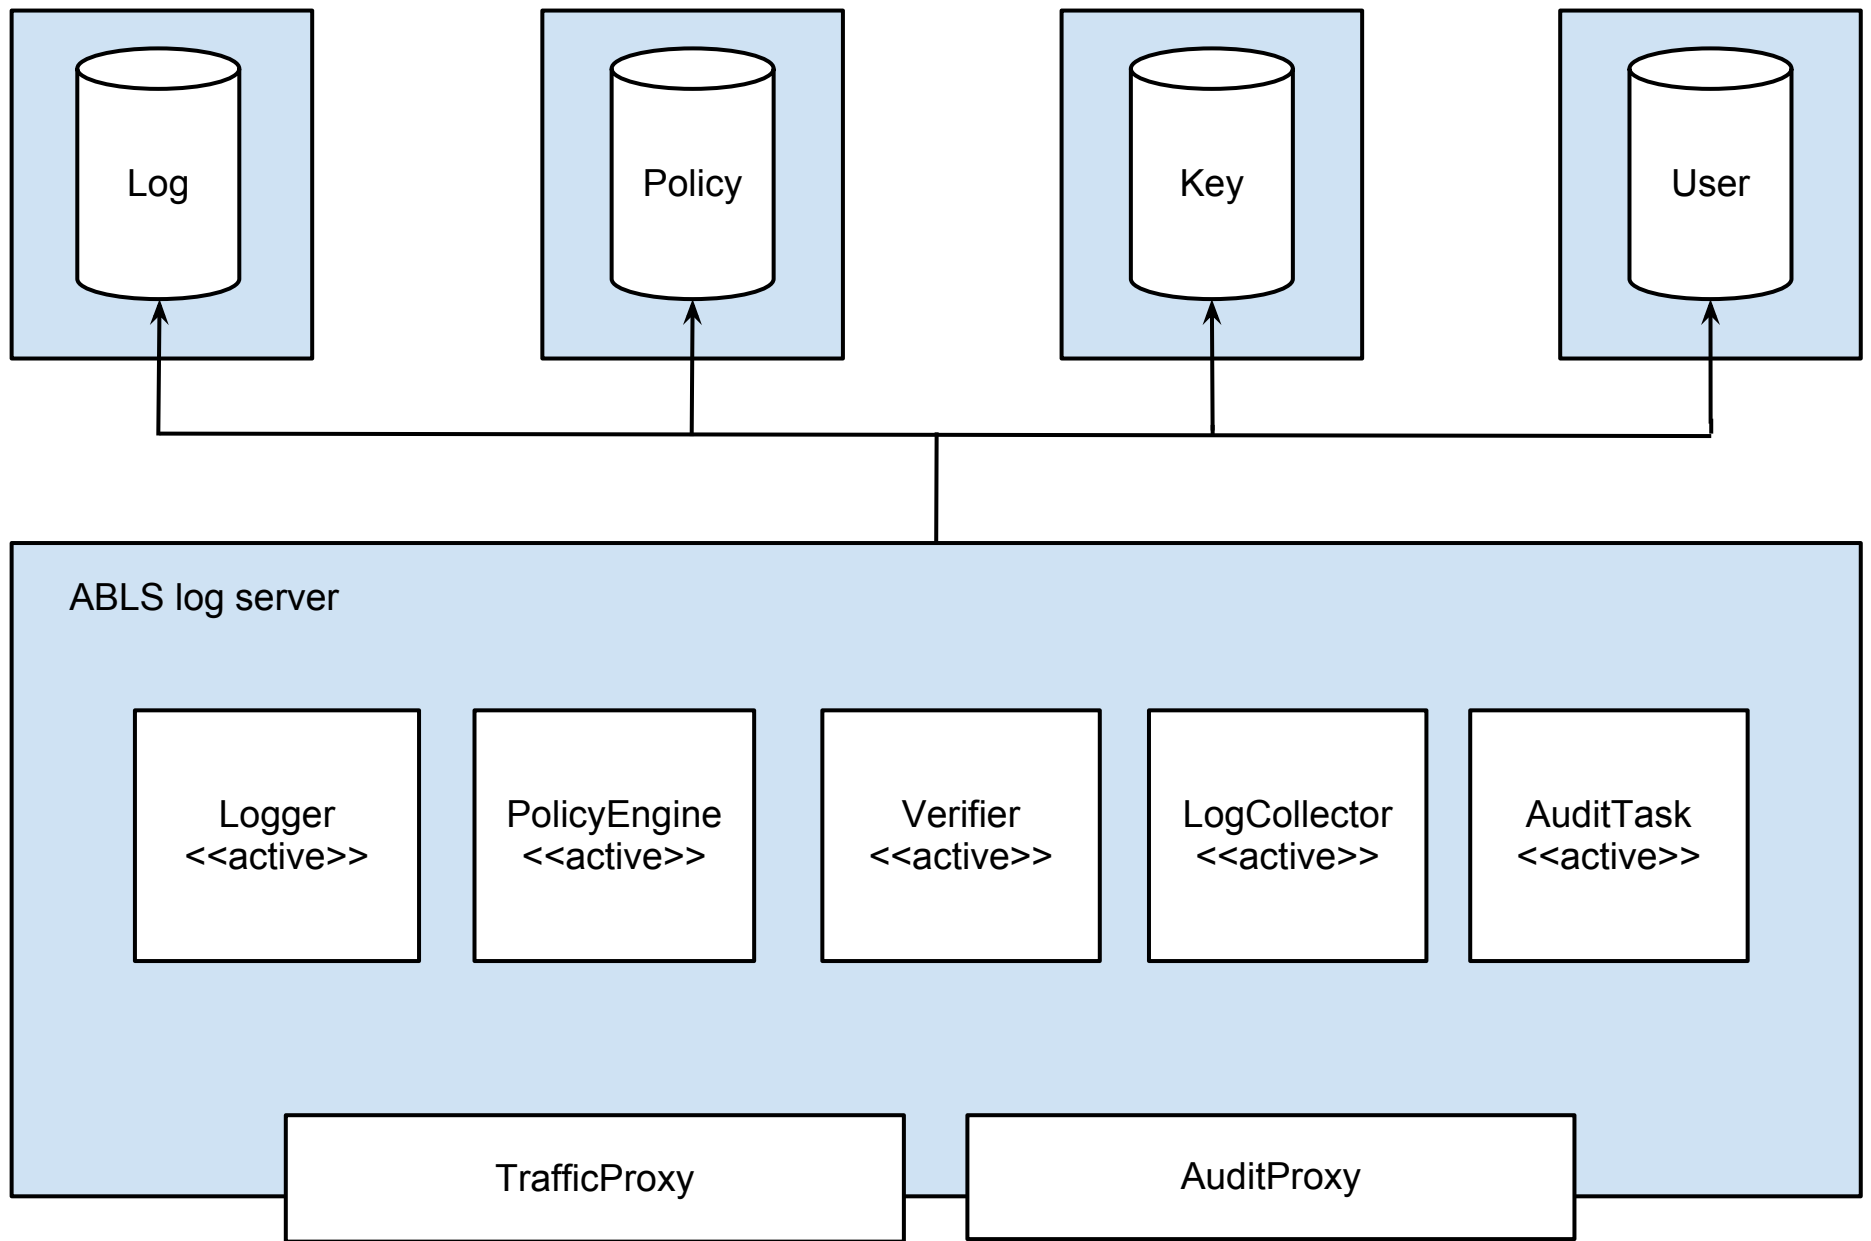 Log
Policy
Key
User
ABLS log server
Logger
<<active>>
PolicyEngine
<<active>>
Verifier
<<active>>
LogCollector
<<active>>
AuditTask
<<active>>
TrafficProxy
AuditProxy